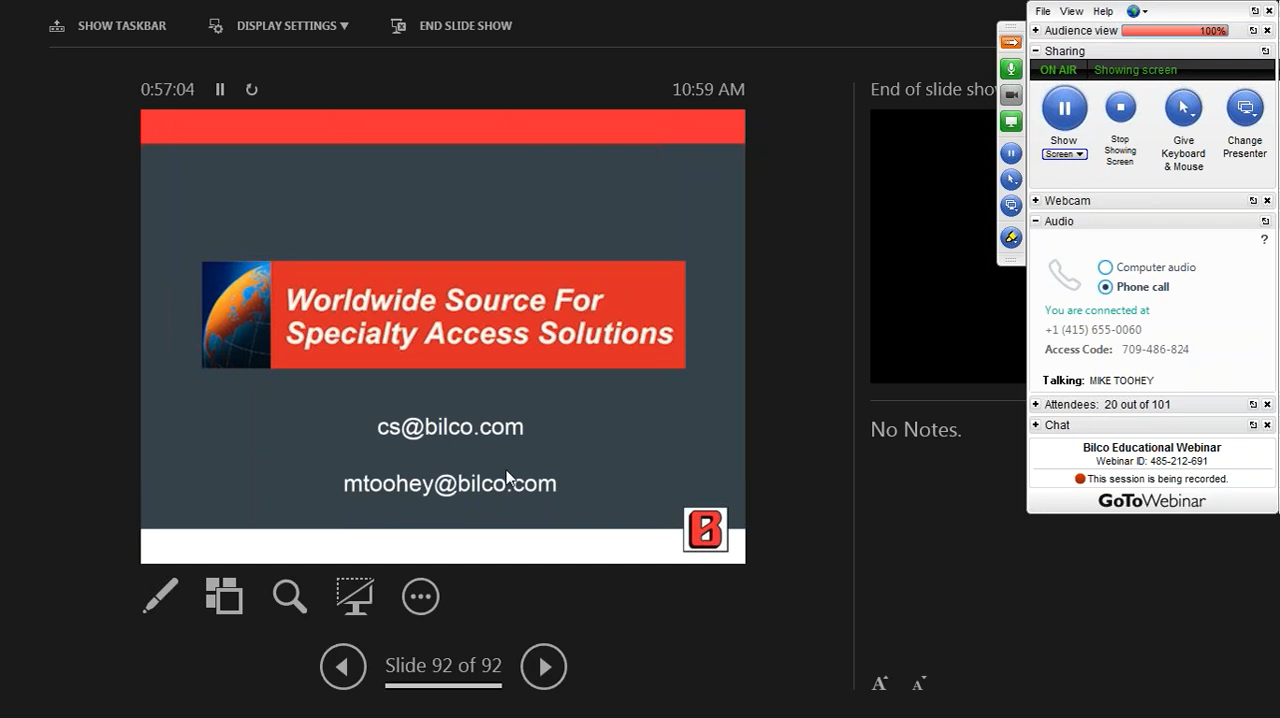 SHOW TASKBAR
DISPLAY SETTINGS ▼
END SLIDE SHOW
0:57:04
10:59 AM
Worldwide Source For
Specialty Access Solutions
cs@bilco.com
mtoohey@bilco.com
B
Slide 92 of 92
End of slide
No Notes.
A A
File View Help
Audience view 100%
Sharing
ON AIR Showing screen
Show
Screen
Stop
Showing
Screen
Give
Keyboard
& Mouse
Change
Presenter
Webcam
Audio
?
Computer audio
Phone call
You are connected at
+1 (415) 655-0060
Access Code: 709-486-824
Talking: MIKE TOOHEY
Attendees: 20 out of 101
Chat
Bilco Educational Webinar
Webinar ID: 485-212-691
This session is being recorded.
GoToWebinar